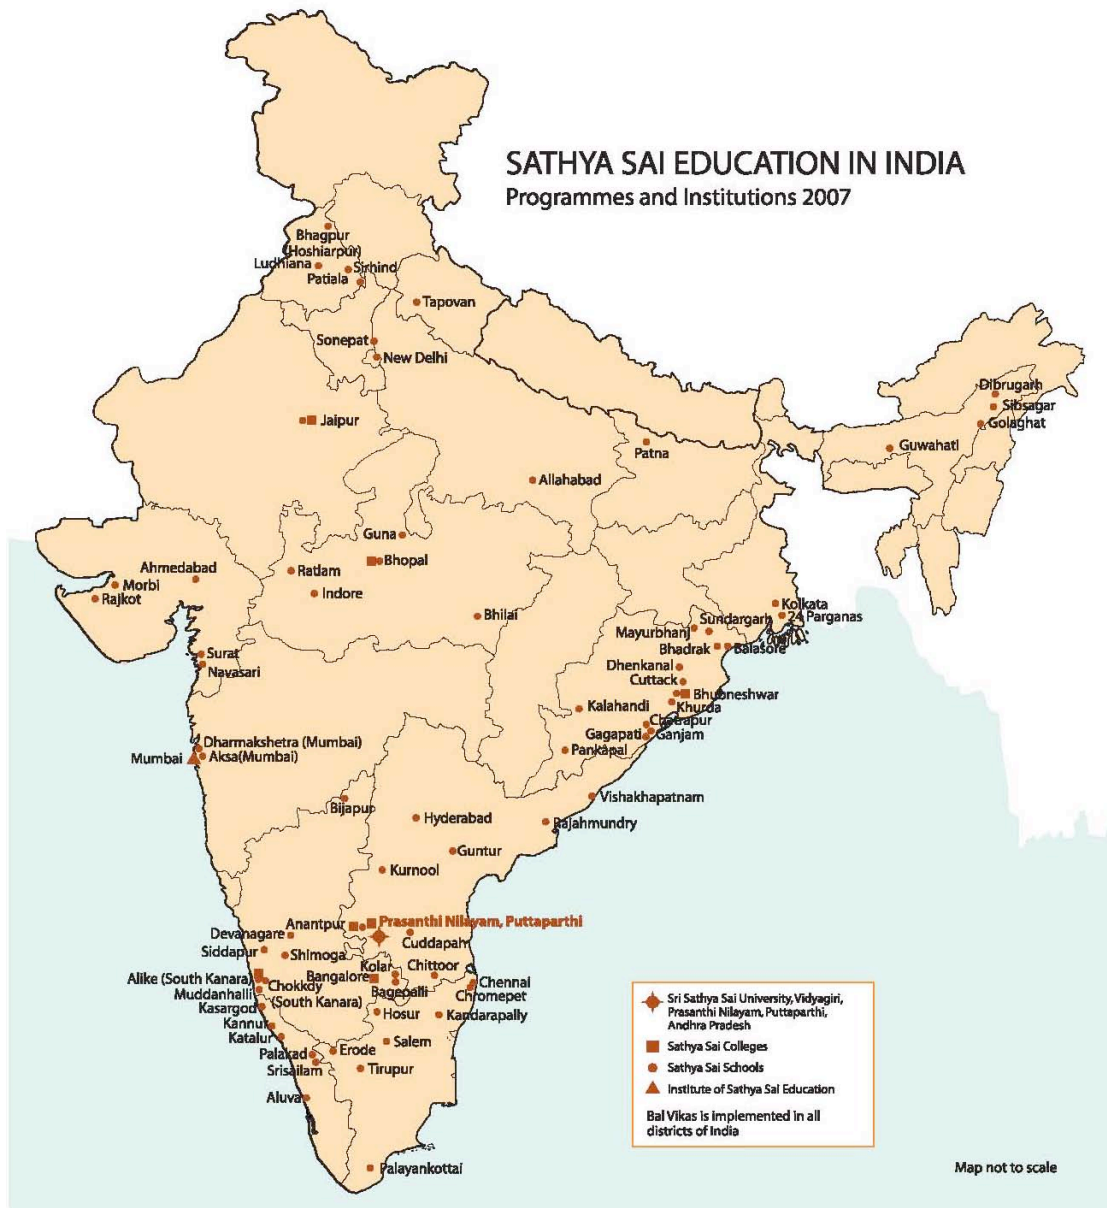 SATHYA SAI EDUCATION IN INDIA
Programmes and Institutions 2007
Bhagpur
(Hoshiarpur)
Ludhiana
Sirhind
Patiala
Tapovan
Sonepat
New Delhi
Dibrugarh
Sibsagar
Golaghat
Jaipur
Guwahati
Patna
Allahabad
Guna
Bhopal
Ahmedabad
Ratlam
Morbi
Rajkot
Indore
Bhilai
Kolkata
24 Parganas
Sundargarh
Mayurbhanj
Bhadrak
Balasore
Surat
Navasari
Dhenkanal
Cuttack
Bhubneshwar
Kalahandi
Khurda
Chatrapur
Gagapati
Ganjam
Dharmakshetra (Mumbai)
Mumbai
Aksa(Mumbai)
Pankapal
Bijapur
Vishakhapatnam
Hyderabad
Rajahmundry
Guntur
Kurnool
Anantpur
Prasanthi Nilayam, Puttaparthi
Devanagare
Cuddapah
Siddapur
Shimoga
Kolar
Chittoor
Alike (South Kanara)
Bangalore
Chennai
Chokkdy
(South Kanara)
Bagepalli
Chromepet
Muddanhalli
Kasargod
Hosur
Kandarapally
Kannur
Katalur
Salem
Palakad
Erode
Srisailam
Tirupur
Aluva
Palayankottai
Sri Sathya Sai University, Vidyagiri,
Prasanthi Nilayam, Puttaparthi,
Andhra Pradesh
Sathya Sai Colleges
Sathya Sai Schools
Institute of Sathya Sai Education
Bal Vikas is implemented in all
districts of India
Map not to scale